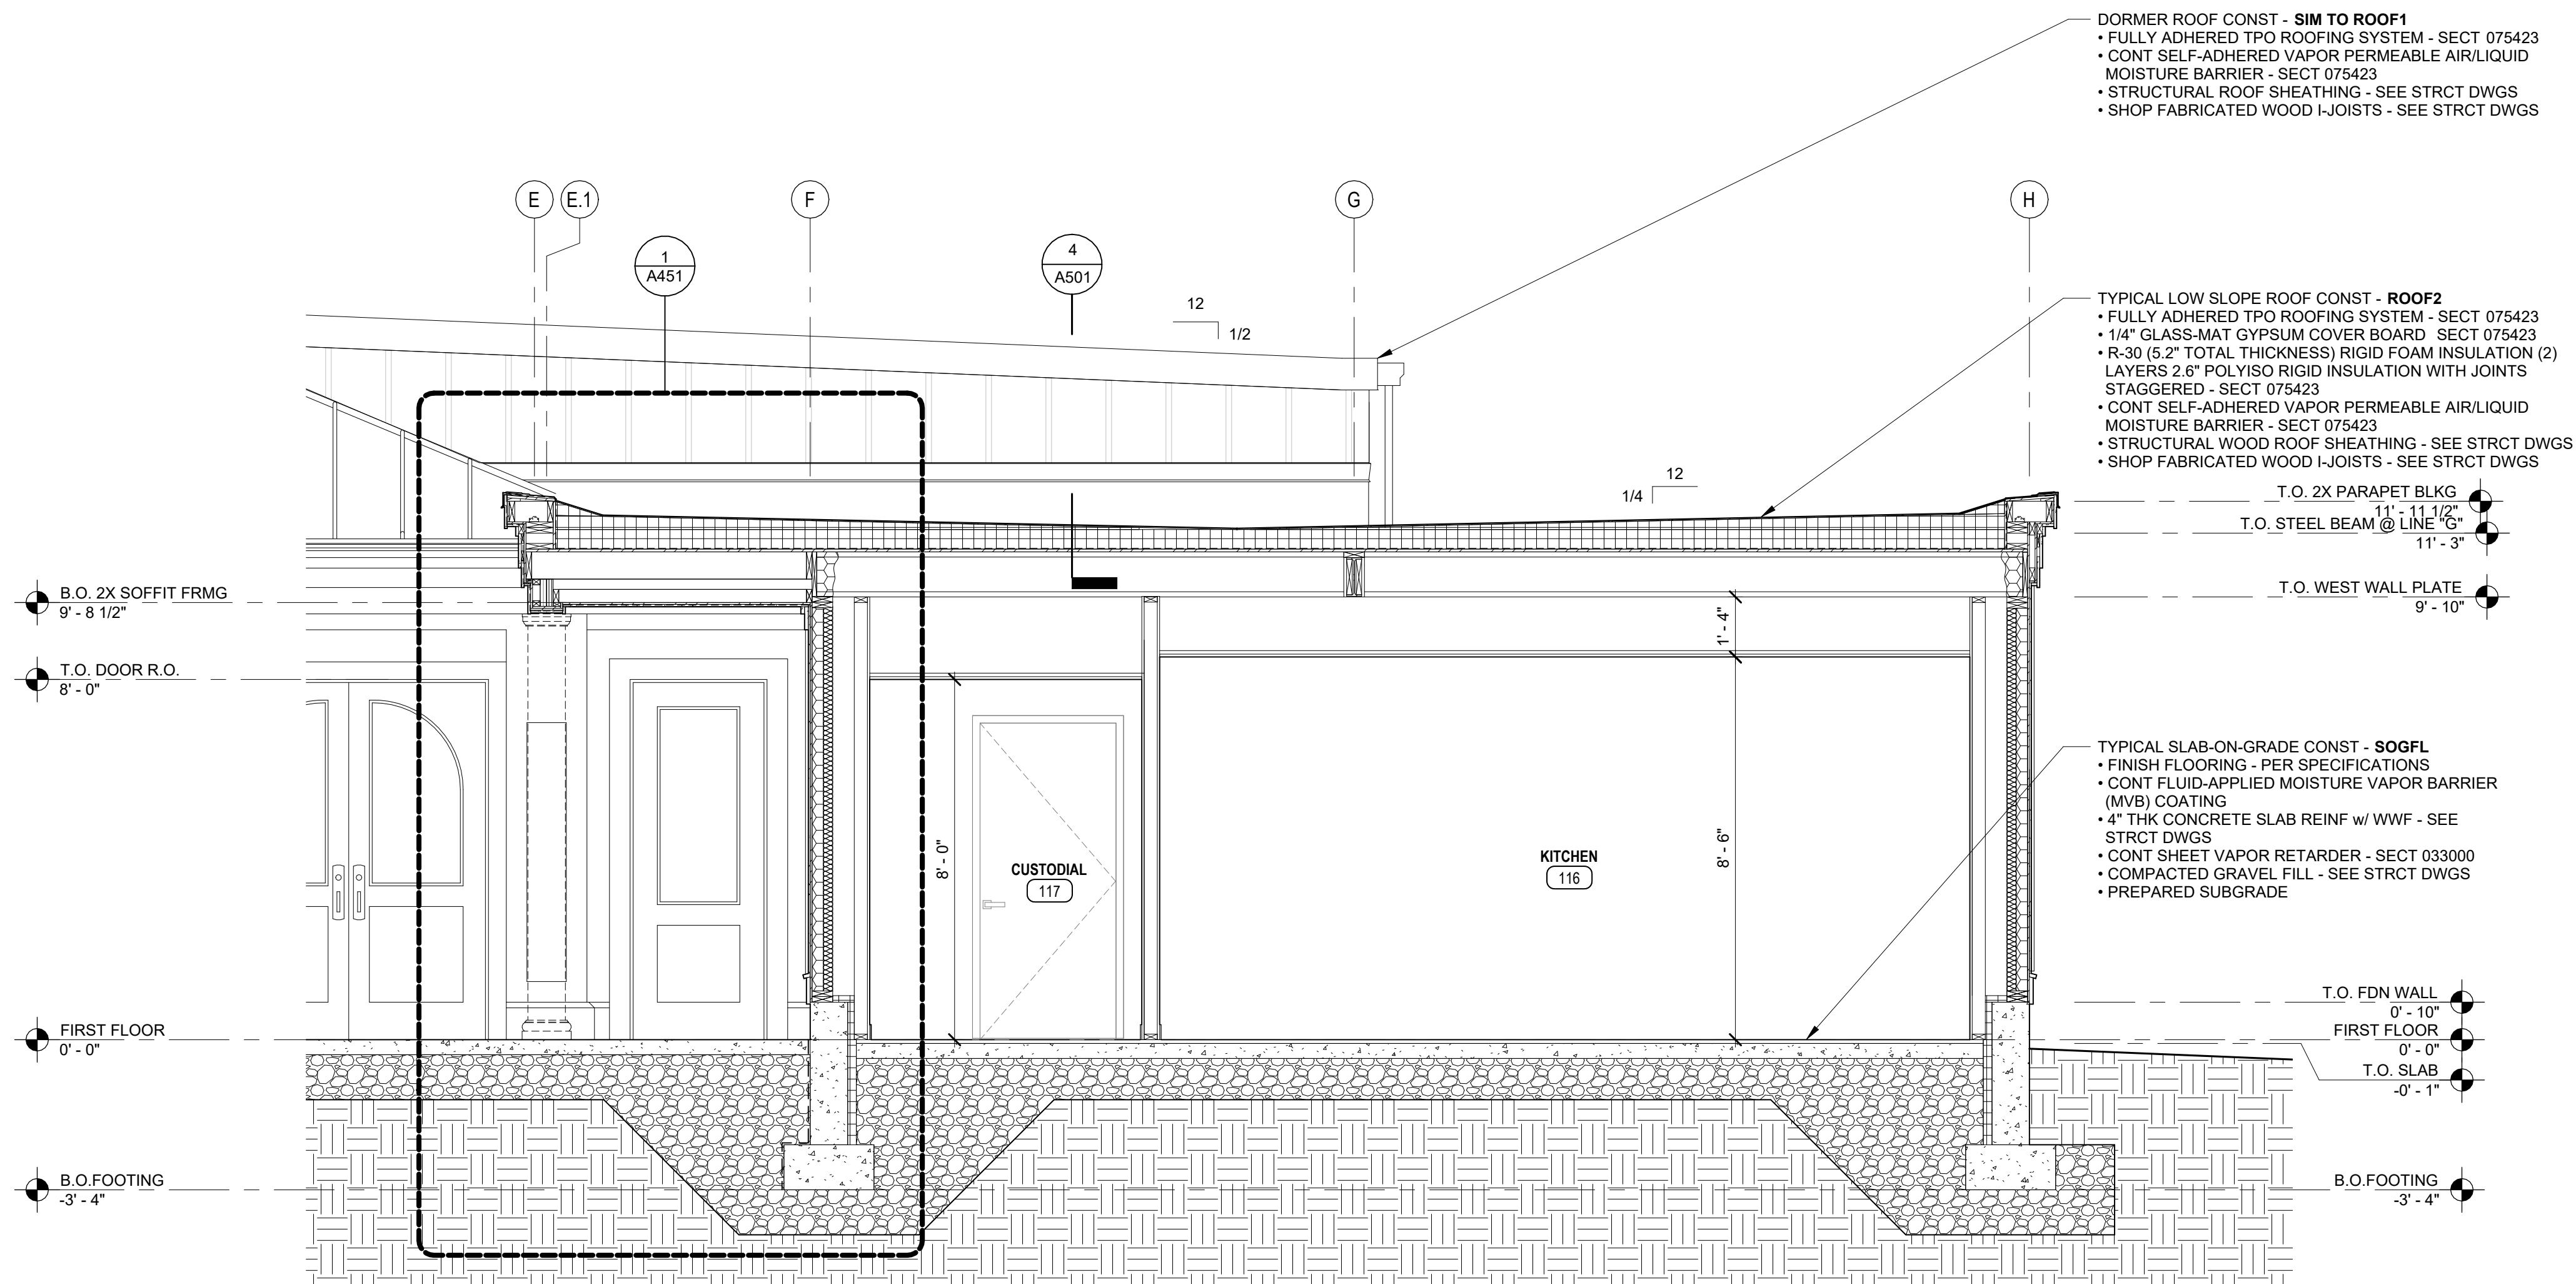 DORMER ROOF CONST - SIM TO ROOF1
• FULLY ADHERED TPO ROOFING SYSTEM - SECT 075423
• CONT SELF-ADHERED VAPOR PERMEABLE AIR/LIQUID
MOISTURE BARRIER - SECT 075423
• STRUCTURAL ROOF SHEATHING - SEE STRCT DWGS
• SHOP FABRICATED WOOD I-JOISTS - SEE STRCT DWGS
E
E.1
F
G
H
1
A451
4
A501
12
1/2
TYPICAL LOW SLOPE ROOF CONST - ROOF2
• FULLY ADHERED TPO ROOFING SYSTEM - SECT 075423
• 1/4" GLASS-MAT GYPSUM COVER BOARD SECT 075423
• R-30 (5.2" TOTAL THICKNESS) RIGID FOAM INSULATION (2)
LAYERS 2.6" POLYISO RIGID INSULATION WITH JOINTS
STAGGERED - SECT 075423
• CONT SELF-ADHERED VAPOR PERMEABLE AIR/LIQUID
MOISTURE BARRIER - SECT 075423
• STRUCTURAL WOOD ROOF SHEATHING - SEE STRCT DWGS
• SHOP FABRICATED WOOD I-JOISTS - SEE STRCT DWGS
12
1/4
T.O. 2X PARAPET BLKG
11' - 11 1/2"
T.O. STEEL BEAM @ LINE "G"
11' - 3"
B.O. 2X SOFFIT FRMG
9' - 8 1/2"
T.O. WEST WALL PLATE
9' - 10"
1' - 4"
T.O. DOOR R.O.
8' - 0"
8' - 0"
CUSTODIAL
117
KITCHEN
116
8' - 6"
TYPICAL SLAB-ON-GRADE CONST - SOGFL
• FINISH FLOORING - PER SPECIFICATIONS
• CONT FLUID-APPLIED MOISTURE VAPOR BARRIER
(MVB) COATING
• 4" THK CONCRETE SLAB REINF w/ WWF - SEE
STRCT DWGS
• CONT SHEET VAPOR RETARDER - SECT 033000
• COMPACTED GRAVEL FILL - SEE STRCT DWGS
• PREPARED SUBGRADE
T.O. FDN WALL
0' - 10"
FIRST FLOOR
0' - 0"
FIRST FLOOR
0' - 0"
T.O. SLAB
-0' - 1"
B.O.FOOTING
-3' - 4"
B.O.FOOTING
-3' - 4"